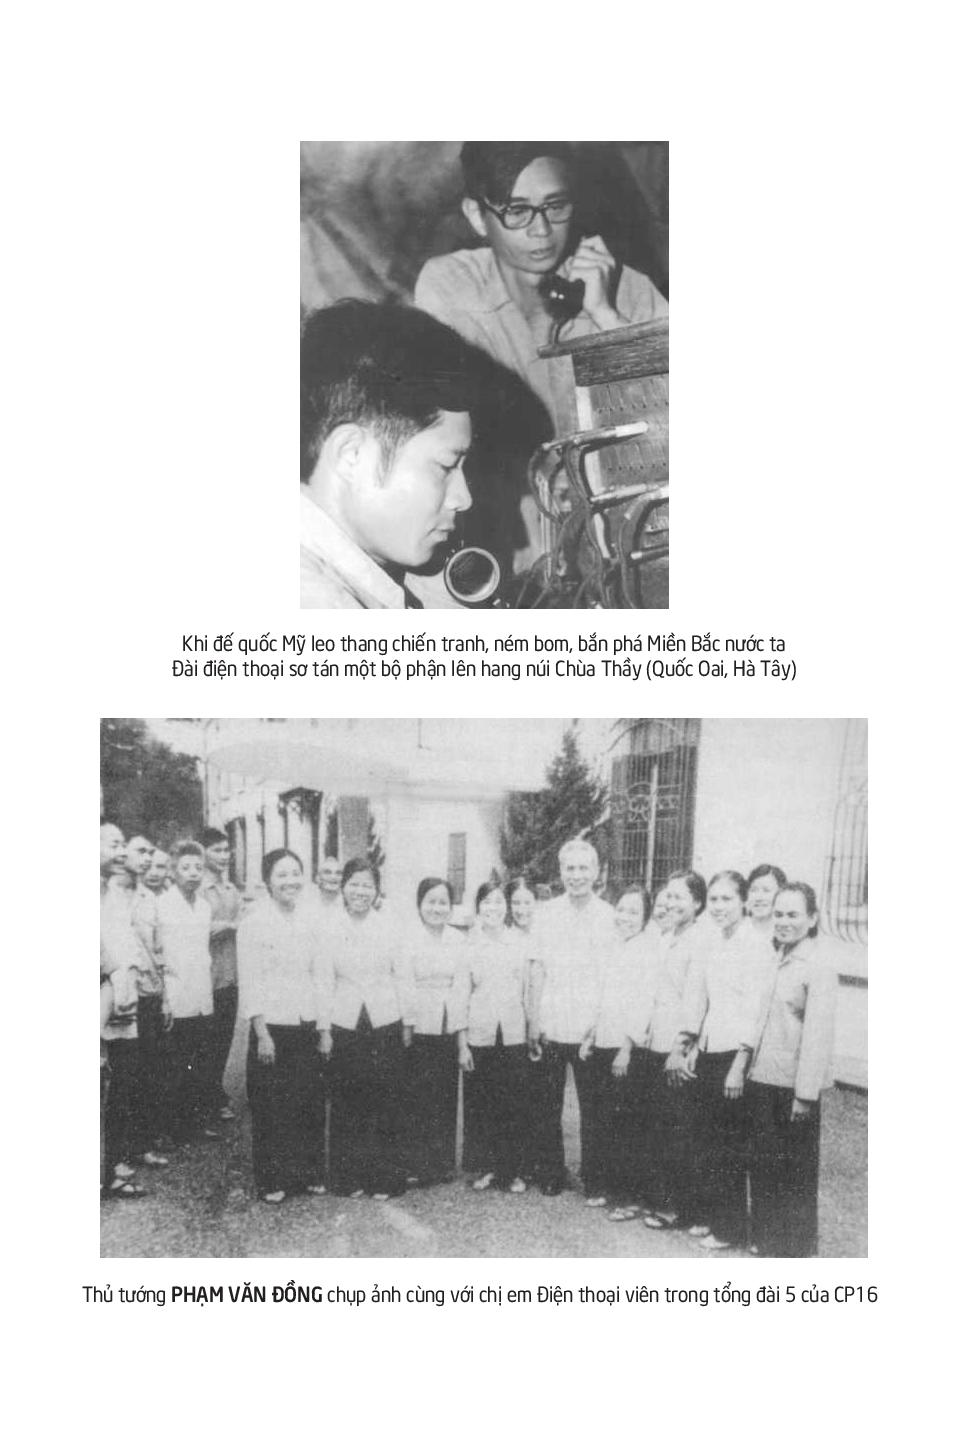 Khi đế quốc Mỹ leo thang chiến tranh, ném bom, bắn phá Miền Bắc nước ta
Đài điện thoại sơ tán một bộ phận lên hang núi Chùa Thầy (Quốc Oai, Hà Tây)
Thủ tướng PHẠM VĂN ĐỒNG chụp ảnh cùng với chị em Điện thoại viên trong tổng đài 5 của CP16